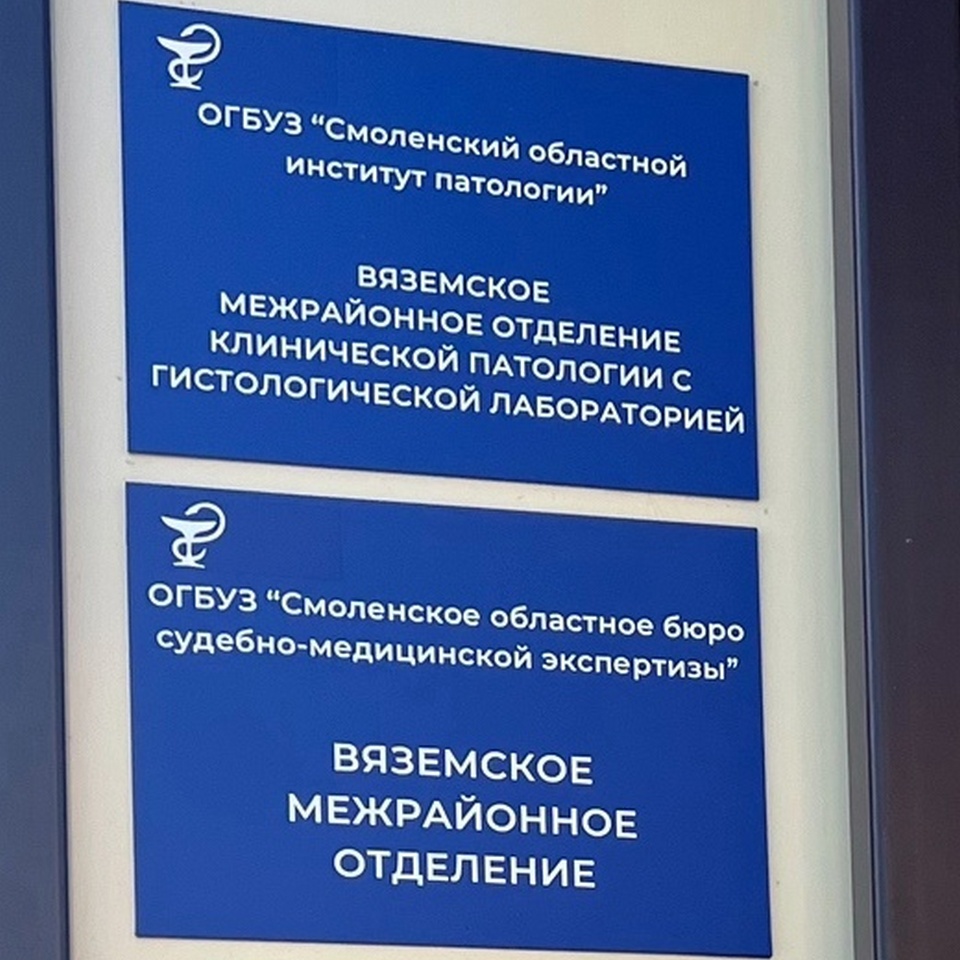 ОГБУЗ “Смоленский областной
институт патологии”
ВЯЗЕМСКОЕ
МЕЖРАЙОННОЕ ОТДЕЛЕНИЕ
КЛИНИЧЕСКОЙ ПАТОЛОГИИ С
ГИСТОЛОГИЧЕСКОЙ ЛАБОРАТОРИЕЙ
ОГБУЗ “Смоленское областное бюро
судебно-медицинской экспертизы”
ВЯЗЕМСКОЕ
МЕЖРАЙОННОЕ
ОТДЕЛЕНИЕ